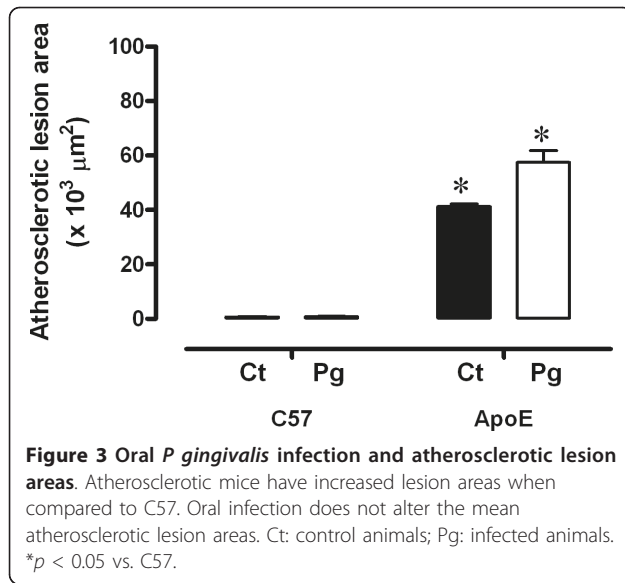 Atherosclerotic lesion area
(x 10³ μm²)
100
80
60
40
20
0
*
*
Ct
Pg
Ct
Pg
C57
ApoE
Figure 3 Oral P gingivalis infection and atherosclerotic lesion
areas. Atherosclerotic mice have increased lesion areas when
compared to C57. Oral infection does not alter the mean
atherosclerotic lesion areas. Ct: control animals; Pg: infected animals.
*p < 0.05 vs. C57.